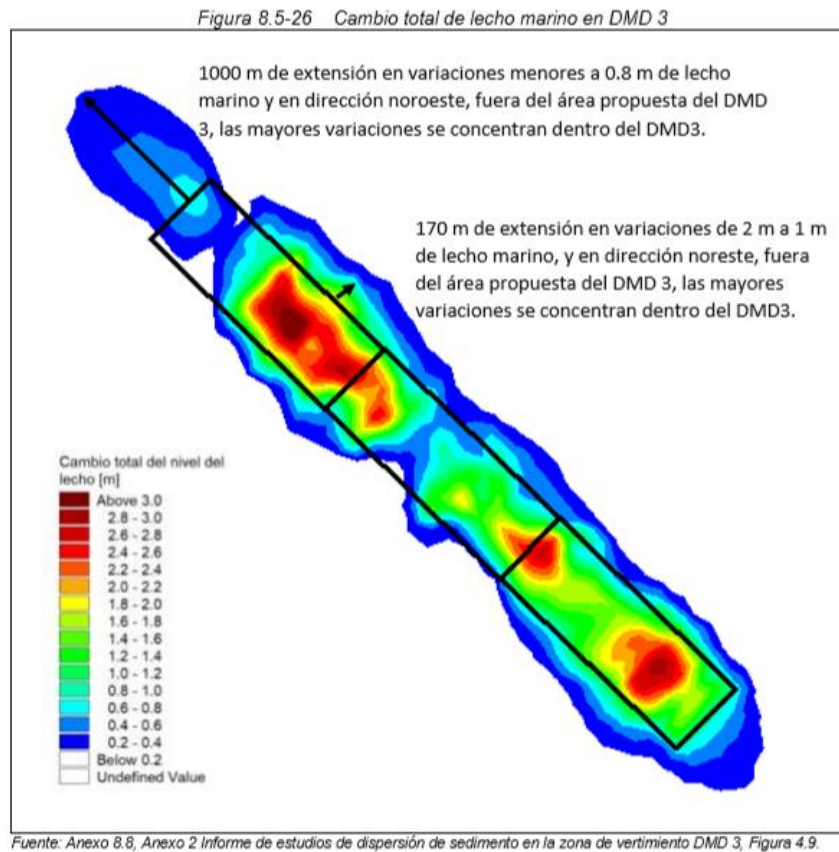 Figura 8.5-26 Cambio total de lecho marino en DMD 3
1000 m de extensión en variaciones menores a 0.8 m de lecho
marino y en dirección noroeste, fuera del área propuesta del DMD
3, las mayores variaciones se concentran dentro del DMD3.
170 m de extensión en variaciones de 2 m a 1 m
de lecho marino, y en dirección noreste, fuera
del área propuesta del DMD 3, las mayores
variaciones se concentran dentro del DMD3.
Cambio total del nivel del
lecho [m]
Above 3.0
2.8 - 3.0
2.6 - 2.8
2.4 - 2.6
2.2 - 2.4
2.0 - 2.2
1.8 - 2.0
1.6 - 1.8
1.4 - 1.6
1.2 - 1.4
1.0 - 1.2
0.8 - 1.0
0.6 - 0.8
0.4 - 0.6
0.2 - 0.4
Below 0.2
Undefined Value
Fuente: Anexo 8.8, Anexo 2 Informe de estudios de dispersión de sedimento en la zona de vertimiento DMD 3, Figura 4.9.